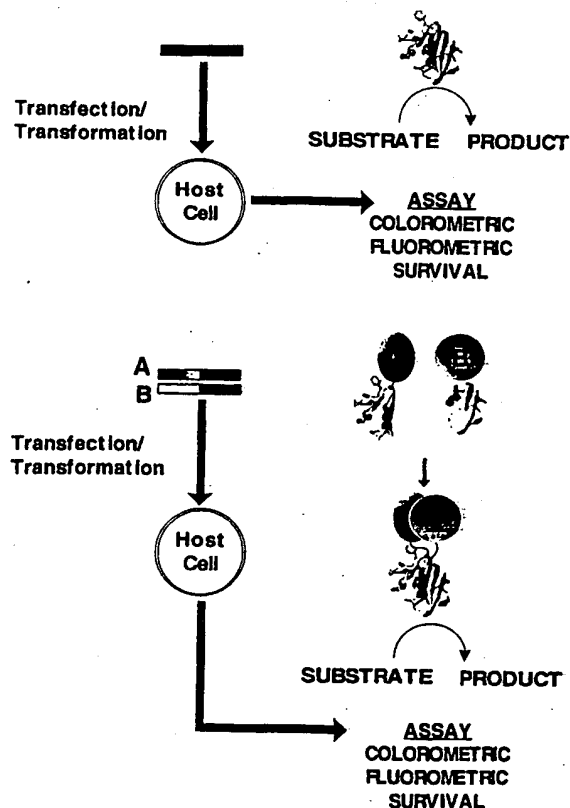 Transfection/
Transformation
SUBSTRATE PRODUCT
Host
Cell
ASSAY
COLOROMETRIC
FLUOROMETRIC
SURVIVAL
A
B
B
Transfection/
Transformation
Host
Cell
SUBSTRATE PRODUCT
ASSAY
COLOROMETRIC
FLUOROMETRIC
SURVIVAL